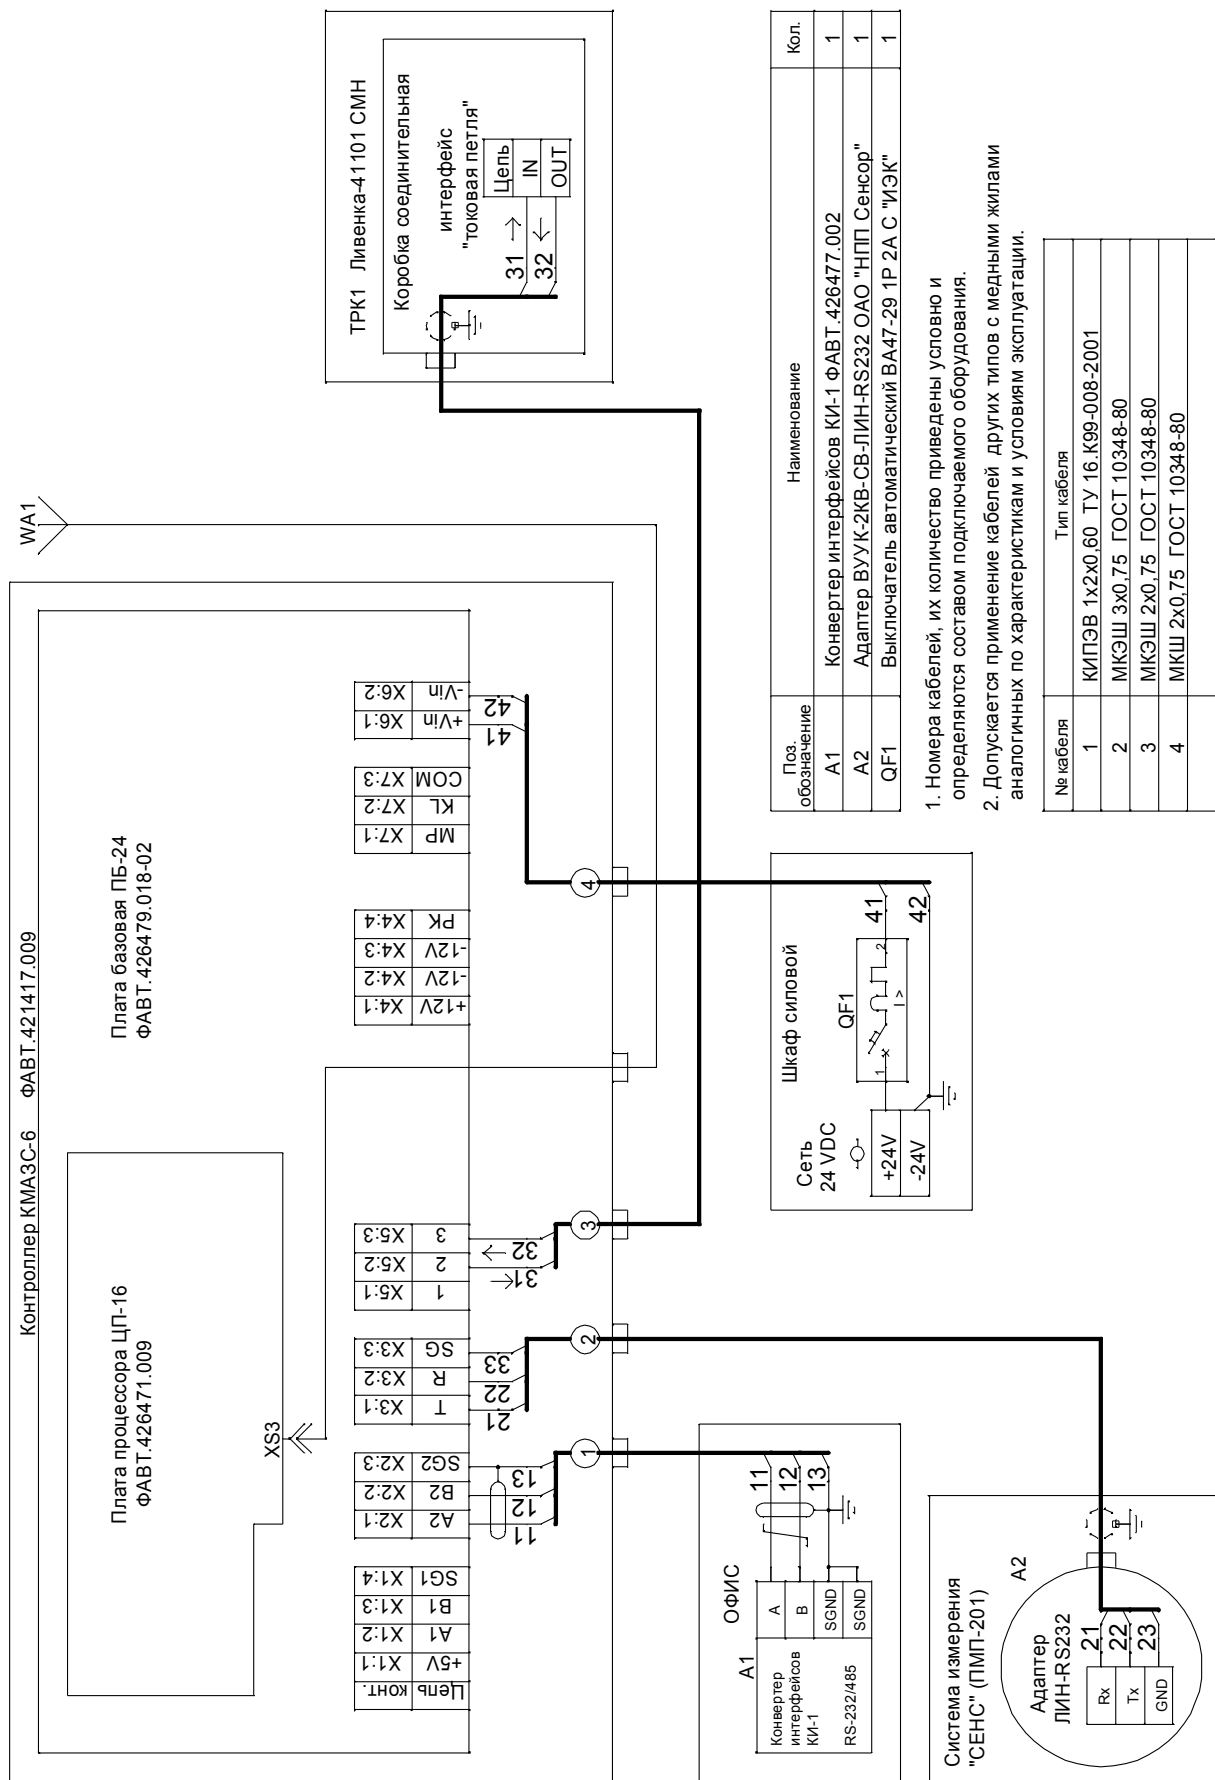 Контроллер КМАЗС-6 ФАВТ.421417.009
Плата процессора ЦП-16
ФАВТ.426471.009
XS3
Плата базовая ПБ-24
ФАВТ.426479.018-02
WA1
Цепь конт.
+5V X1:1
A1 X1:2
B1 X1:3
SG1 X1:4
A2 X2:1
B2 X2:2
SG2 X2:3
T X3:1
R X3:2
SG X3:3
1 X5:1
2 X5:2
3 X5:3
+12V X4:1
-12V X4:2
-12V X4:3
PK X4:4
MP X7:1
KL X7:2
COM X7:3
+Vin X6:1
-Vin X6:2
11
12
13
21
22
33
31
32
41
42
1
2
3
4
ТРК1 Ливенка-41101 СМН
Коробка соединительная
интерфейс
"токовая петля"
Цепь
IN
OUT
31
32
ОФИС
A1
Конвертер
интерфейсов
КИ-1
RS-232/485
A
B
SGND
SGND
11
12
13
Система измерения
"СЕНС" (ПМП-201)
A2
Адаптер
ЛИН-RS232
Rx
Tx
GND
21
22
23
Шкаф силовой
Сеть
24 VDC
+24V
-24V
QF1
1
2
I >
41
42
Поз.
обозначение
Наименование
Кол.
A1 Конвертер интерфейсов КИ-1 ФАВТ.426477.002 1
A2 Адаптер ВУУК-2КВ-СВ-ЛИН-RS232 ОАО "НПП Сенсор" 1
QF1 Выключатель автоматический ВА47-29 1Р 2А С "ИЭК" 1
1. Номера кабелей, их количество приведены условно и
определяются составом подключаемого оборудования.
2. Допускается применение кабелей других типов с медными жилами
аналогичных по характеристикам и условиям эксплуатации.
№ кабеля Тип кабеля
1 КИПЭВ 1х2х0,60 ТУ 16.К99-008-2001
2 МКЭШ 3х0,75 ГОСТ 10348-80
3 МКЭШ 2х0,75 ГОСТ 10348-80
4 МКШ 2х0,75 ГОСТ 10348-80